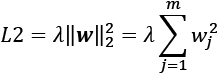 L2 = λ‖w‖₂² = λ∑ⱼ₌₁ᵐ wⱼ²